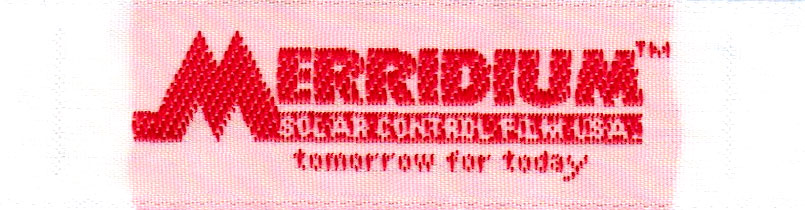 MERRIDIUM™
SOLAR CONTROL FILM U.S.A.
tomorrow for today